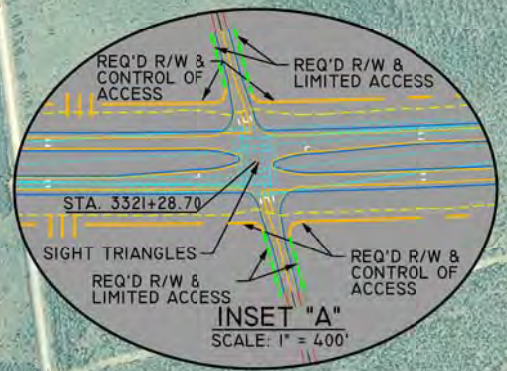 REQ'D R/W &
CONTROL OF
ACCESS
REQ'D R/W &
LIMITED ACCESS
STA. 3321+28.70
SIGHT TRIANGLES
REQ'D R/W &
LIMITED ACCESS
REQ'D R/W &
CONTROL OF
ACCESS
INSET "A"
SCALE: 1" = 400'